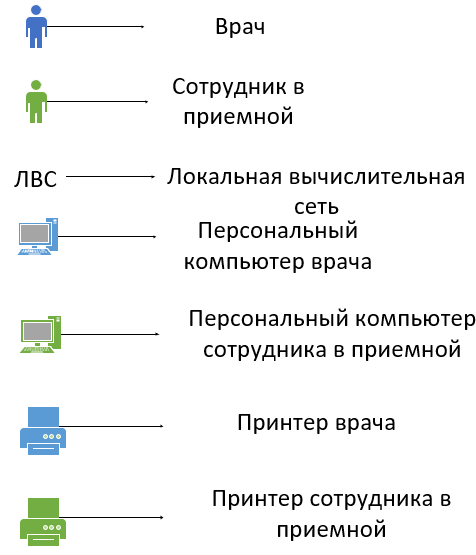 Врач
Сотрудник в
приемной
ЛВС
Локальная вычислительная
сеть
Персональный
компьютер врача
Персональный компьютер
сотрудника в приемной
Принтер врача
Принтер сотрудника в
приемной